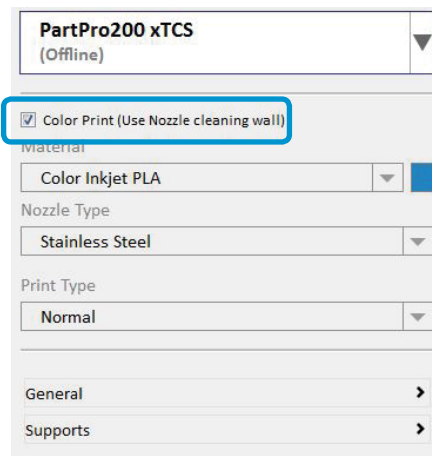 PartPro200 xTCS
(Offline)
Color Print (Use Nozzle cleaning wall)
Material
Color Inkjet PLA
Nozzle Type
Stainless Steel
Print Type
Normal
General
Supports